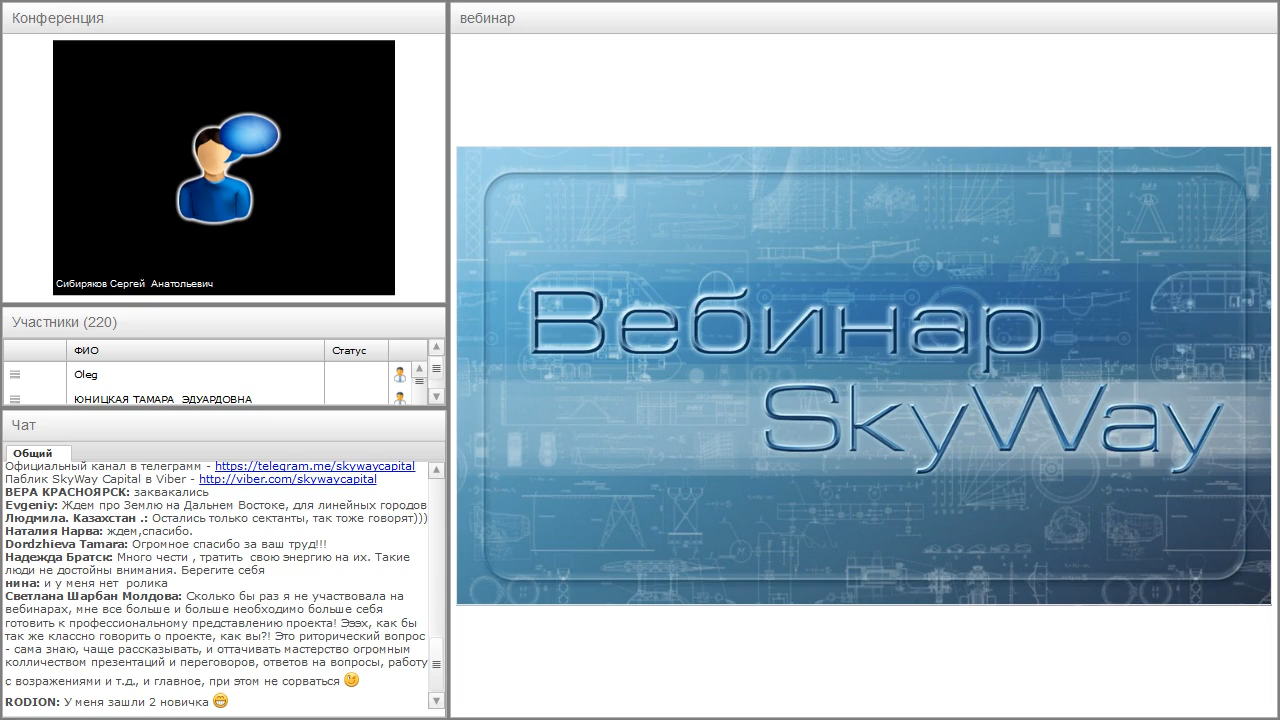 Конференция
Сибиряков Сергей Анатольевич
Участники (220)
ФИО
Статус
Oleg
ЮНИЦКАЯ ТАМАРА ЭДУАРДОВНА
Чат
Общий
Официальный канал в телеграмм - https://telegram.me/skywaycapital
Паблик SkyWay Capital в Viber - http://viber.com/skywaycapital
ВЕРА КРАСНОЯРСК: заквакались
Evgeniy: Ждем про Землю на Дальнем Востоке, для линейных городов
Людмила. Казахстан .: Остались только сектанты, так тоже говорят)))
Наталия Нарва: ждем,спасибо.
Dordzhieva Tamara: Огромное спасибо за ваш труд!!!
Надежда Братск: Много чести , тратить свою энергию на их. Такие
люди не достойны внимания. Берегите себя
нина: и у меня нет ролика
Светлана Шарбан Молдова: Сколько бы раз я не участвовала на
вебинарах, мне все больше и больше необходимо больше себя
готовить к профессиональному представлению проекта! Эээх, как бы
так же классно говорить о проекте, как вы?! Это риторический вопрос
- сама знаю, чаще рассказывать, и оттачивать мастерство огромным
колличеством презентаций и переговоров, ответов на вопросы, работу
с возражениями и т.д., и главное, при этом не сорваться
RODION: У меня зашли 2 новичка
вебинар
Вебинар
SkyWay